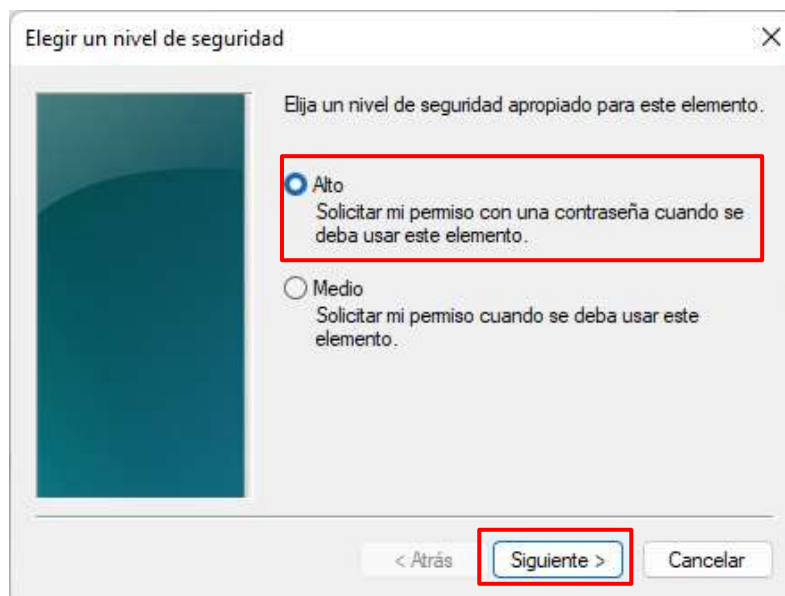 Elegir un nivel de seguridad
Elija un nivel de seguridad apropiado para este elemento.
Alto
Solicitar mi permiso con una contraseña cuando se
deba usar este elemento.
Medio
Solicitar mi permiso cuando se deba usar este
elemento.
< Atrás
Siguiente >
Cancelar